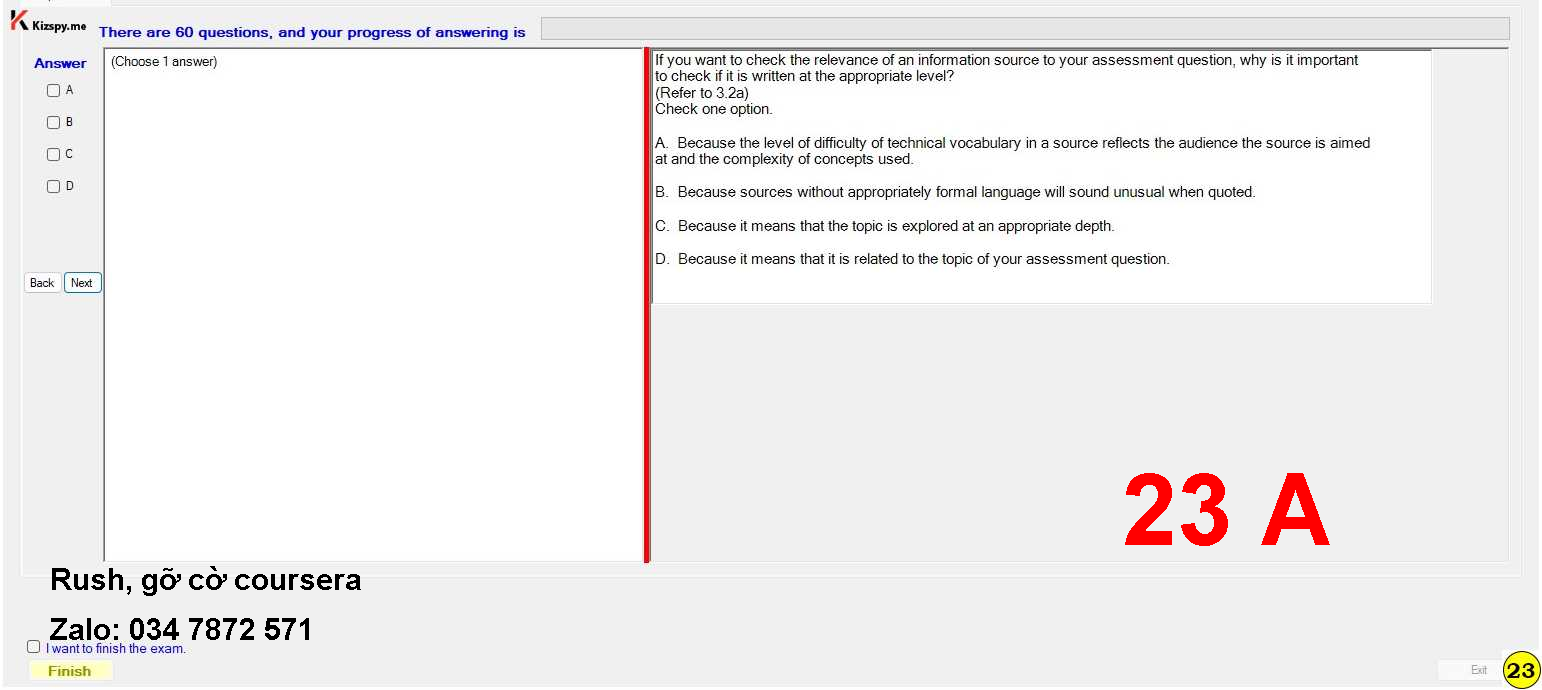 Kizspy.me
There are 60 questions, and your progress of answering is
Answer
A
B
C
D
Back
Next
(Choose 1 answer)
If you want to check the relevance of an information source to your assessment question, why is it important
to check if it is written at the appropriate level?
(Refer to 3.2a)
Check one option.
A. Because the level of difficulty of technical vocabulary in a source reflects the audience the source is aimed
at and the complexity of concepts used.
B. Because sources without appropriately formal language will sound unusual when quoted.
C. Because it means that the topic is explored at an appropriate depth.
D. Because it means that it is related to the topic of your assessment question.
23 A
Rush, gỡ cờ coursera
Zalo: 034 7872 571
I want to finish the exam.
Finish
Exit
23